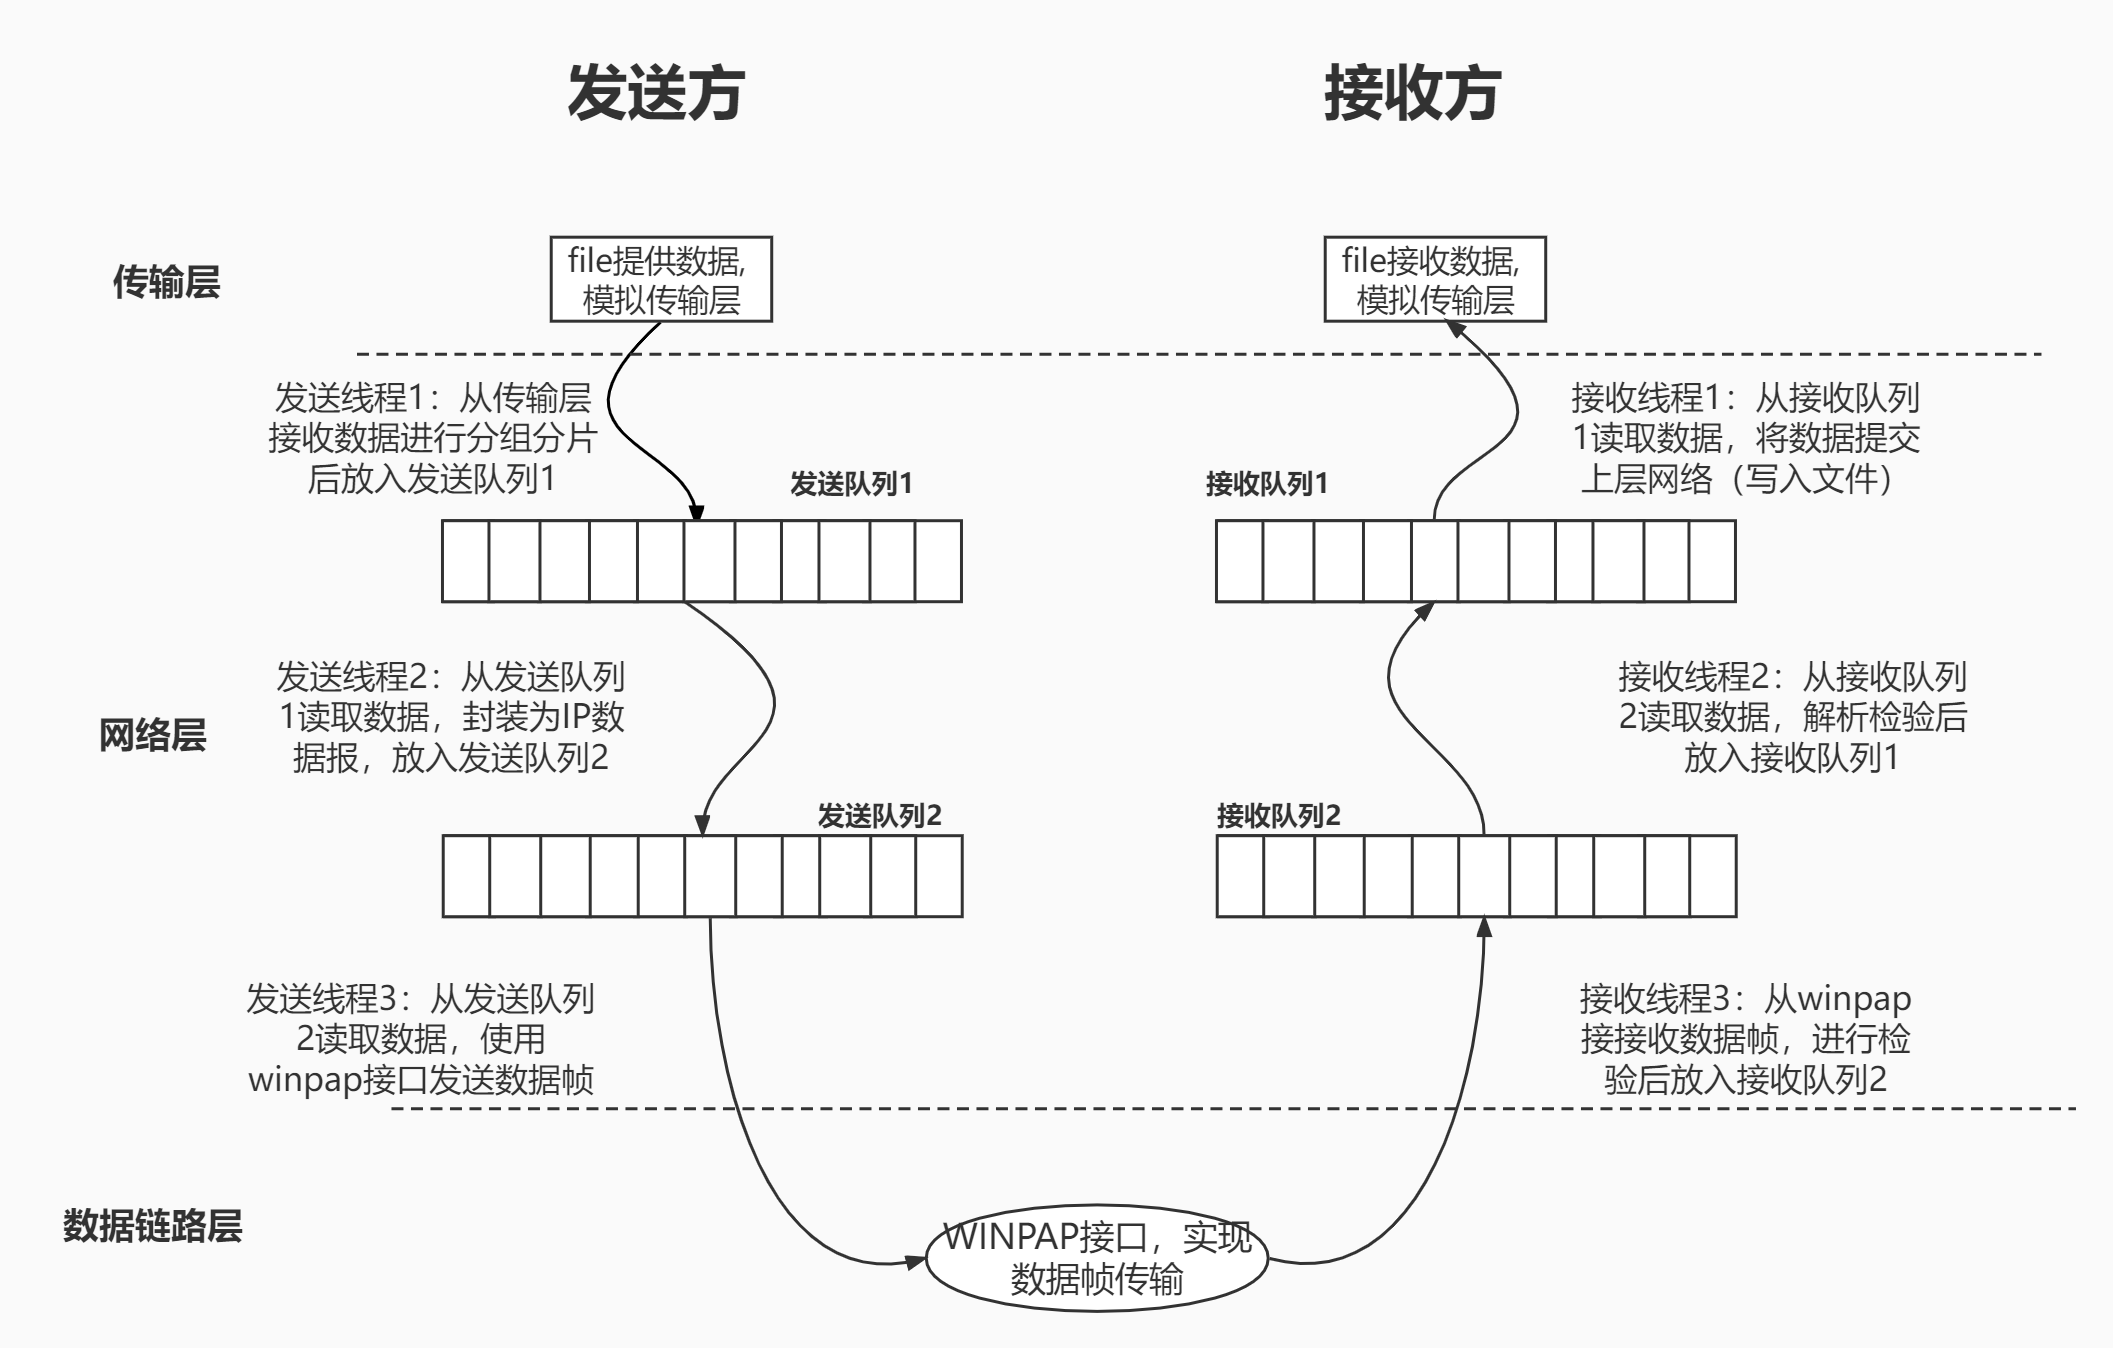 发送方
接收方
传输层
file提供数据,
模拟传输层
file接收数据,
模拟传输层
发送线程1：从传输层
接收数据进行分组分片
后放入发送队列1
接收线程1：从接收队列
1读取数据，将数据提交
上层网络（写入文件）
发送队列1
接收队列1
网络层
发送线程2：从发送队列
1读取数据，封装为IP数
据报，放入发送队列2
接收线程2：从接收队列
2读取数据，解析检验后
放入接收队列1
发送队列2
接收队列2
发送线程3：从发送队列
2读取数据，使用
winpap接口发送数据帧
接收线程3：从winpap
接接收数据帧，进行检
验后放入接收队列2
数据链路层
WINPAP接口，实现
数据帧传输